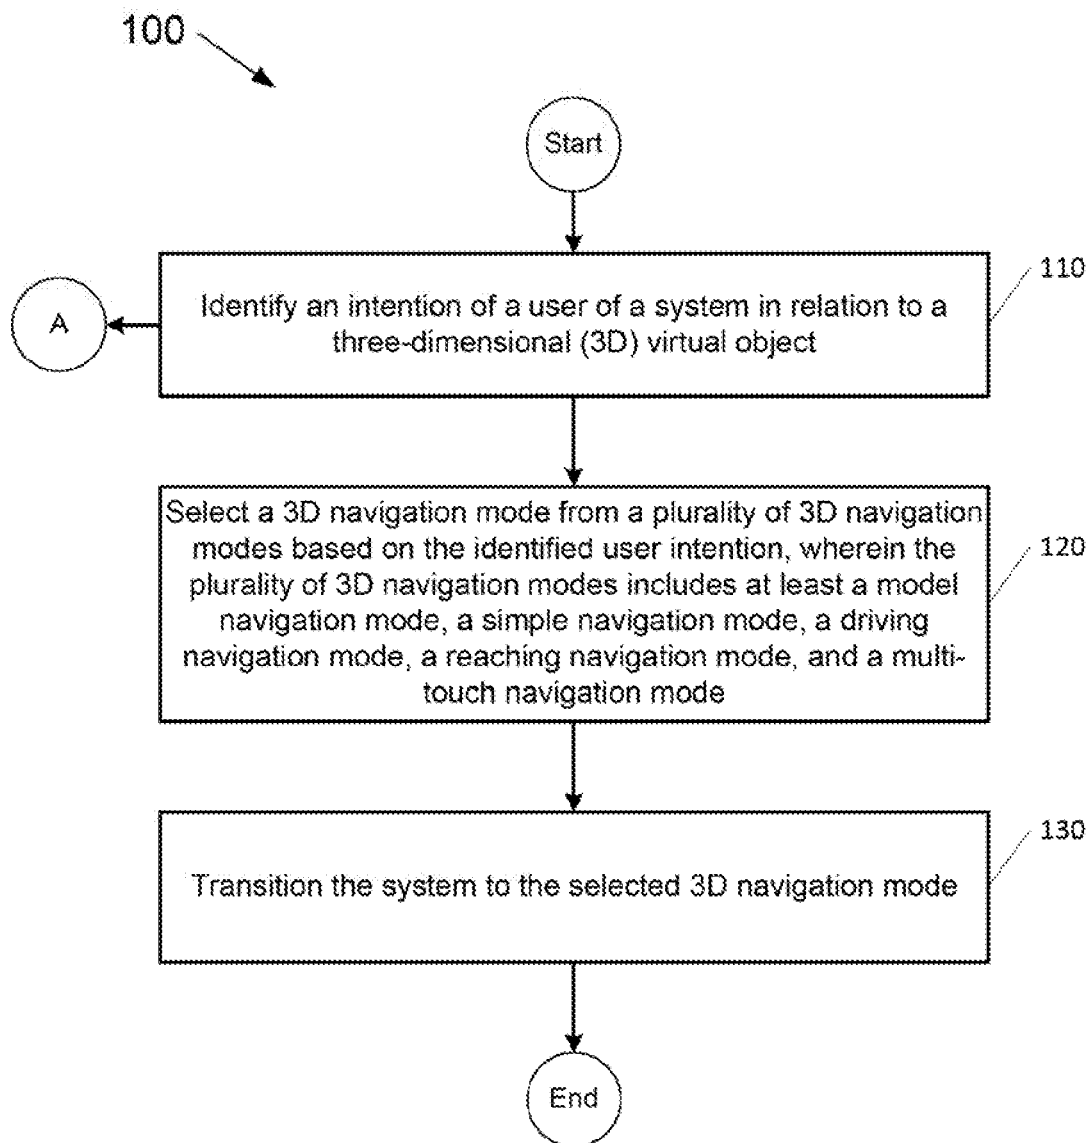 100
Start
110
A
Identify an intention of a user of a system in relation to a
three-dimensional (3D) virtual object
Select a 3D navigation mode from a plurality of 3D navigation
modes based on the identified user intention, wherein the
plurality of 3D navigation modes includes at least a model
navigation mode, a simple navigation mode, a driving
navigation mode, a reaching navigation mode, and a multi-
touch navigation mode
120
Transition the system to the selected 3D navigation mode
130
End